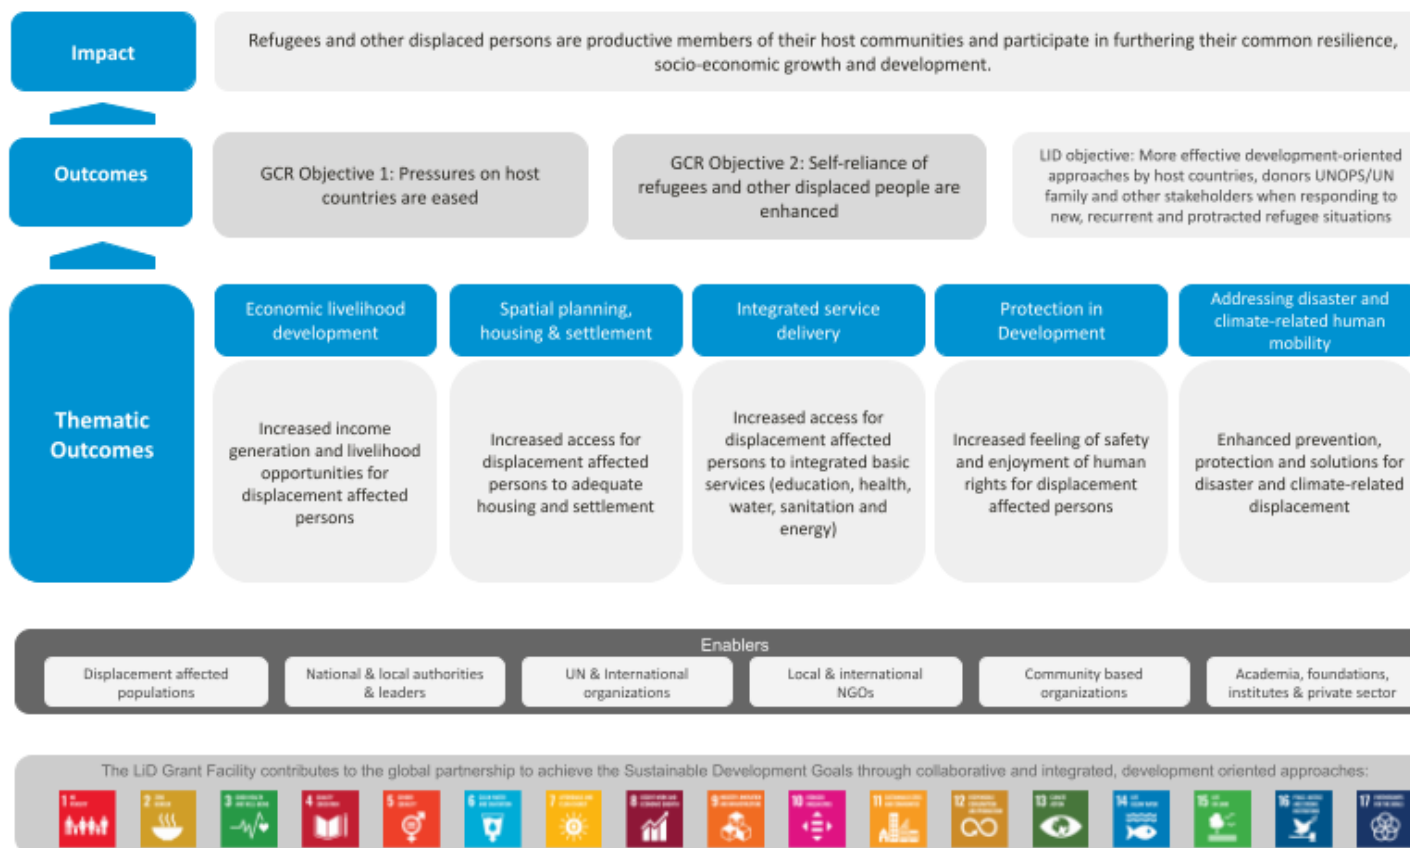 Impact
Refugees and other displaced persons are productive members of their host communities and participate in furthering their common resilience,
socio-economic growth and development.
Outcomes
GCR Objective 1: Pressures on host
countries are eased
GCR Objective 2: Self-reliance of
refugees and other displaced people are
enhanced
LID objective: More effective development-oriented
approaches by host countries, donors UNOPS/UN
family and other stakeholders when responding to
new, recurrent and protracted refugee situations
Thematic
Outcomes
Economic livelihood
development
Increased income
generation and livelihood
opportunities for
displacement affected
persons
Spatial planning,
housing & settlement
Increased access for
displacement affected
persons to adequate
housing and settlement
Integrated service
delivery
Increased access for
displacement affected
persons to integrated basic
services (education, health,
water, sanitation and
energy)
Protection in
Development
Increased feeling of safety
and enjoyment of human
rights for displacement
affected persons
Addressing disaster and
climate-related human
mobility
Enhanced prevention,
protection and solutions for
disaster and climate-related
displacement
Enablers
Displacement affected
populations
National & local authorities
& leaders
UN & International
organizations
Local & international
NGOs
Community based
organizations
Academia, foundations,
institutes & private sector
The LiD Grant Facility contributes to the global partnership to achieve the Sustainable Development Goals through collaborative and integrated, development oriented approaches:
1
2
3
4
5
6
7
8
9
10
11
12
13
14
15
16
17